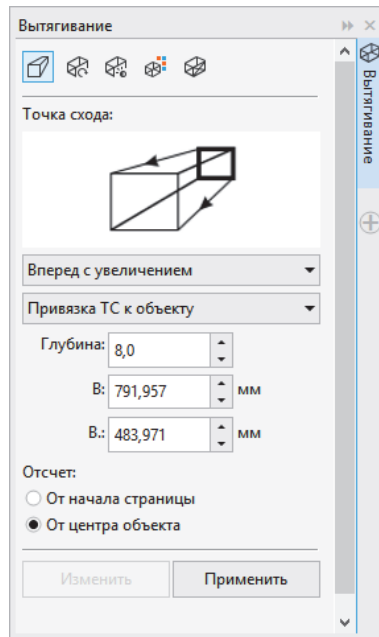 Вытягивание
Вытягивание
Точка схода:
Вперед с увеличением
Привязка ТС к объекту
Глубина: 8,0
В: 791,957 мм
В.: 483,971 мм
Отсчет:
От начала страницы
От центра объекта
Изменить Применить